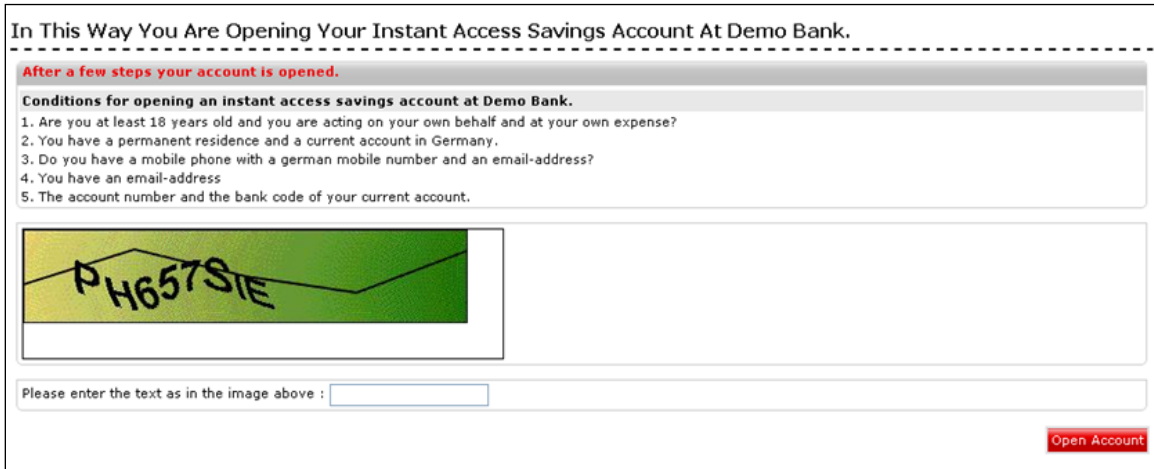 In This Way You Are Opening Your Instant Access Savings Account At Demo Bank.
After a few steps your account is opened.
Conditions for opening an instant access savings account at Demo Bank.
1. Are you at least 18 years old and you are acting on your own behalf and at your own expense?
2. You have a permanent residence and a current account in Germany.
3. Do you have a mobile phone with a german mobile number and an email-address?
4. You have an email-address
5. The account number and the bank code of your current account.
PH657SIE
Please enter the text as in the image above :
Open Account